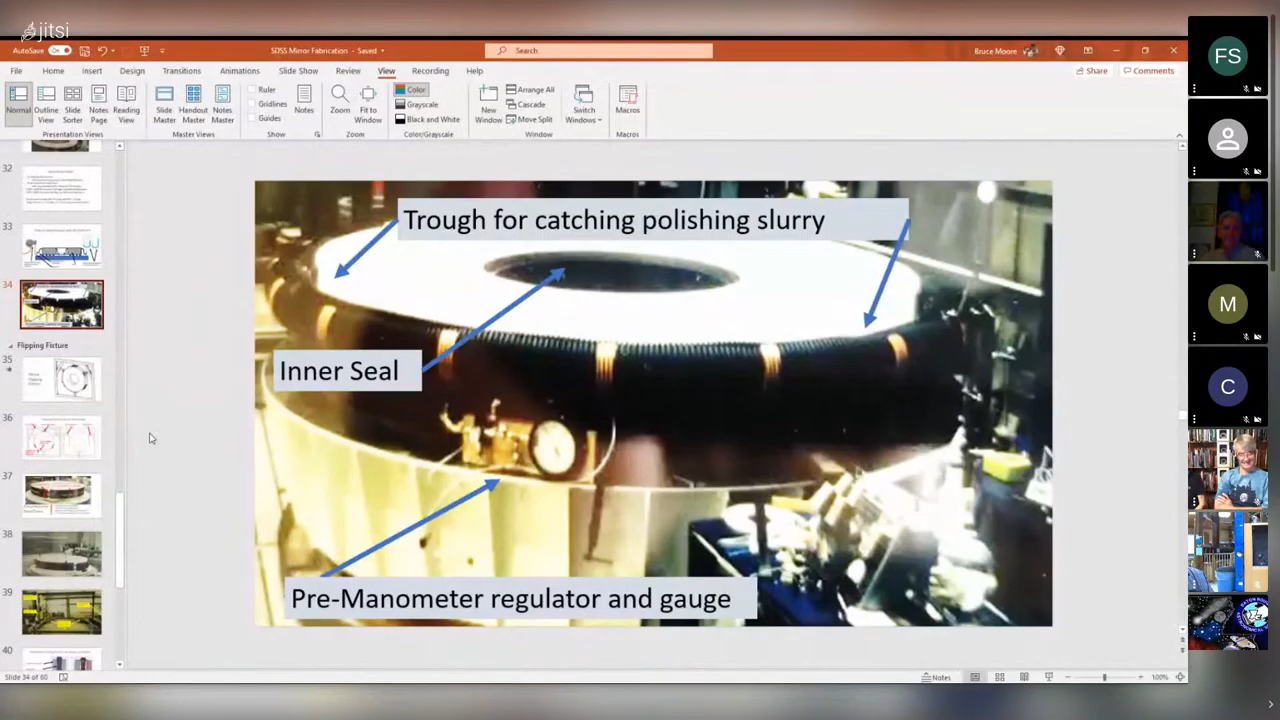 jitsi
AutoSave On
SDSS Mirror Fabrication - Saved
Search
Bruce Moore
File Home Insert Design Transitions Animations Slide Show Review View Recording Help
Share Comments
Normal Outline View Slide Sorter Notes Page Reading View
Presentation Views
Slide Master Handout Master Notes Master
Master Views
Ruler
Gridlines
Guides
Show
Notes
Zoom Fit to Window
Zoom
Color
Grayscale
Black and White
Color/Grayscale
New Window
Arrange All
Cascade
Move Split
Window
Switch Windows
Macros
Macros
32
33
34
Flipping Fixture
35
36
37
38
39
40
Trough for catching polishing slurry
Inner Seal
Pre-Manometer regulator and gauge
FS
M
C
Slide 34 of 60
Notes
100%